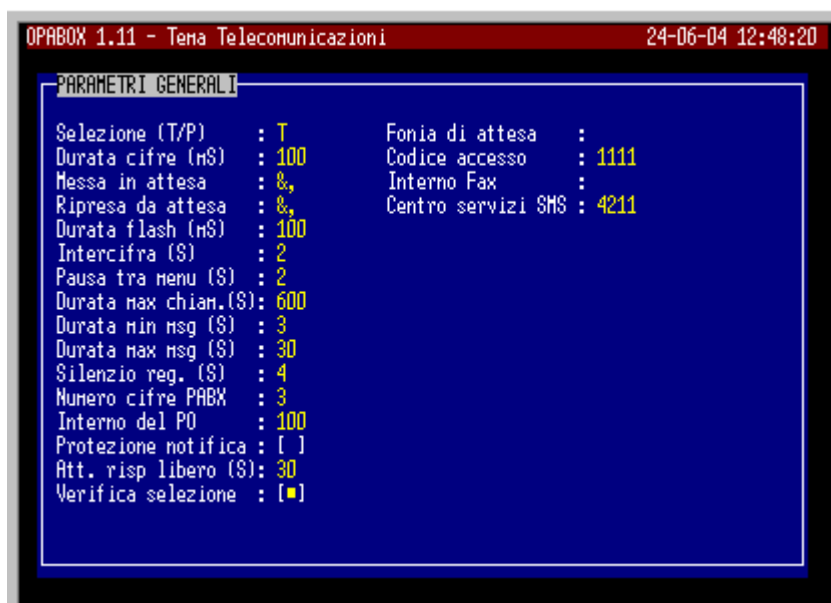 OPABOX 1.11 - Tema Telecomunicazioni 24-06-04 12:48:20
PARAMETRI GENERALI
Selezione (T/P) : T Fonia di attesa :
Durata cifre (mS) : 100 Codice accesso : 1111
Messa in attesa : &, Interno Fax :
Ripresa da attesa : &, Centro servizi SMS : 4211
Durata flash (mS) : 100
Intercifra (S) : 2
Pausa tra menu (S) : 2
Durata max chiam.(S): 600
Durata min msg (S) : 3
Durata max msg (S) : 30
Silenzio reg. (S) : 4
Numero cifre PABX : 3
Interno del PO : 100
Protezione notifica : [ ]
Att. risp libero (S): 30
Verifica selezione : [■]